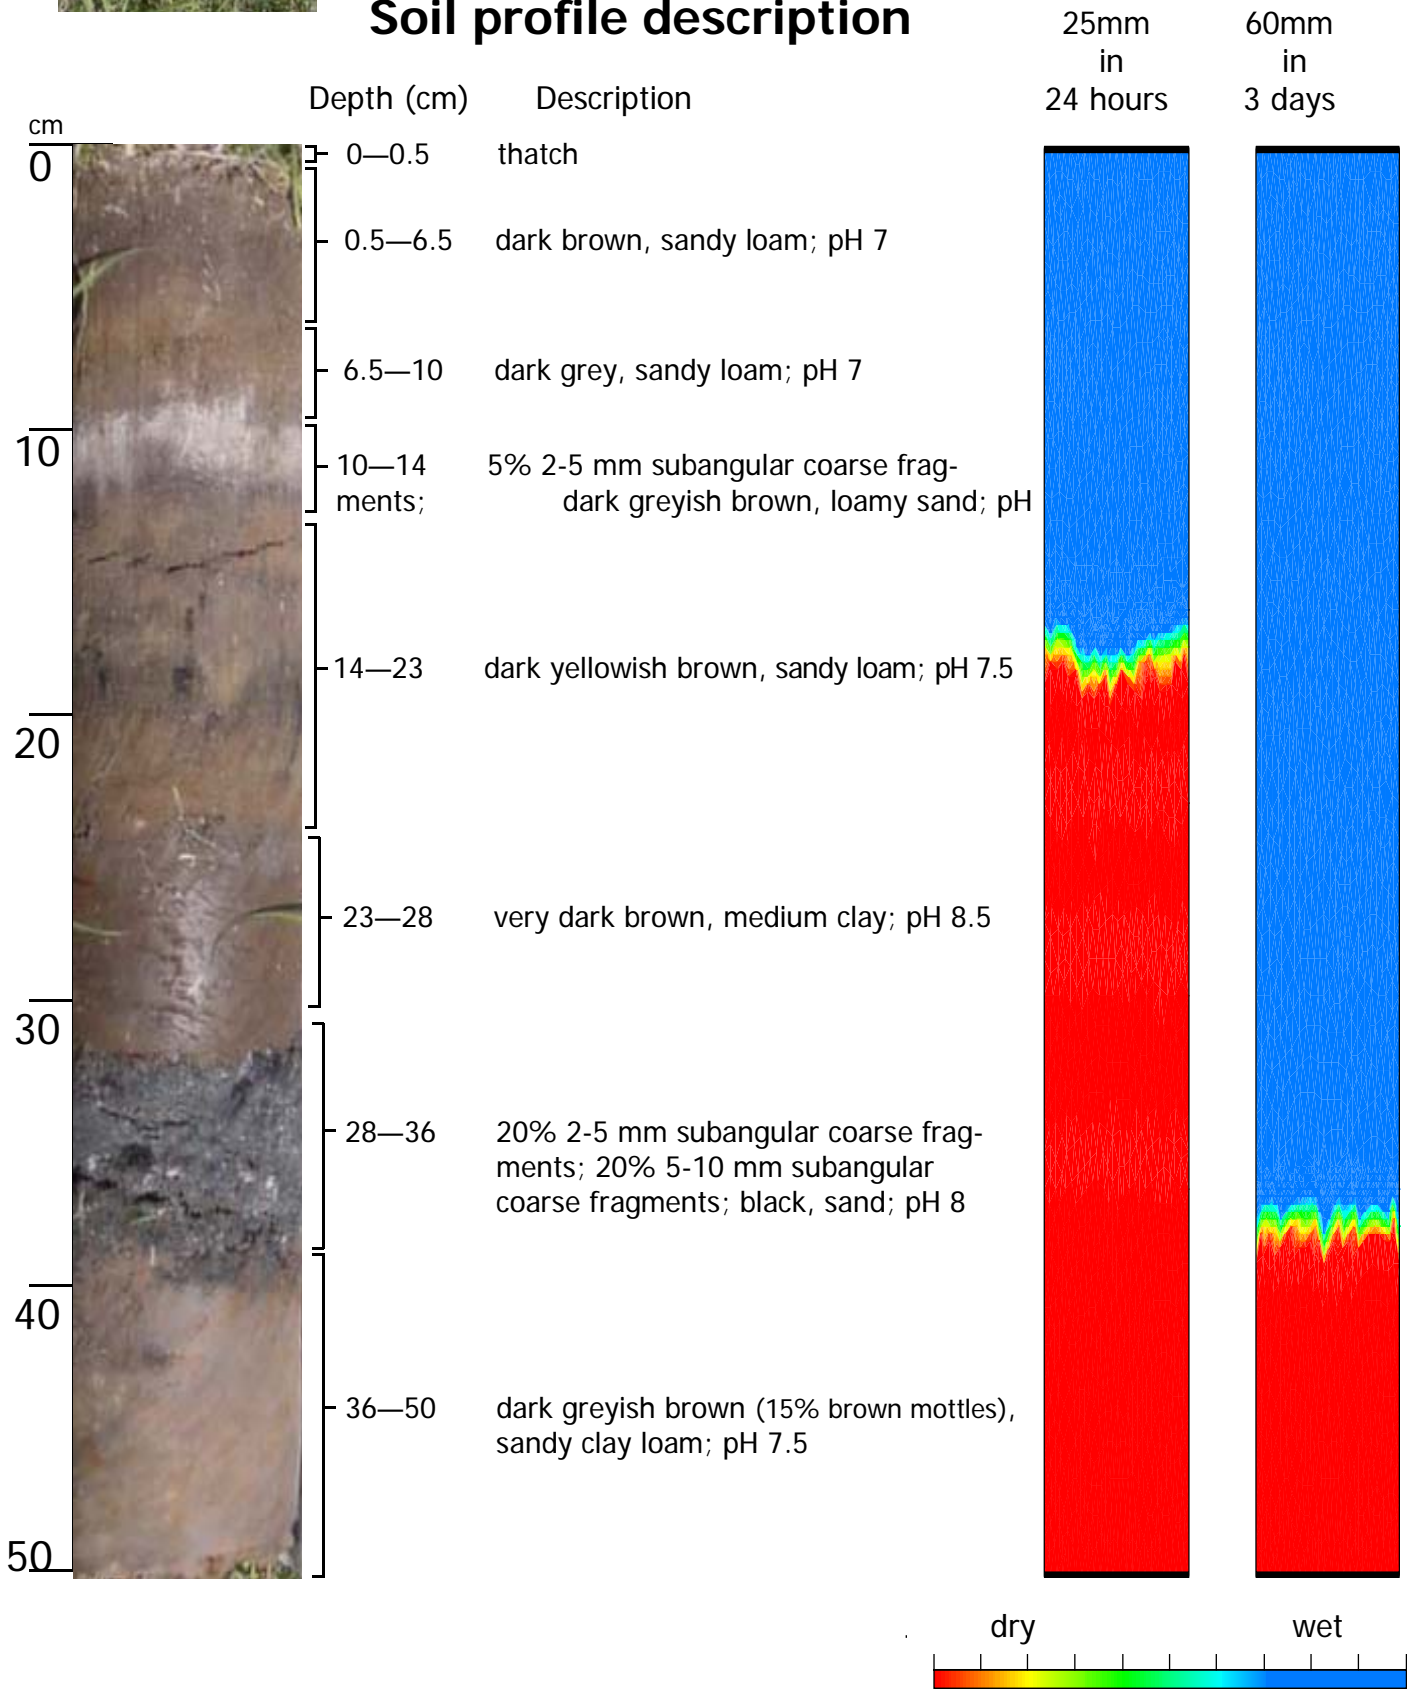 Soil profile description
25mm
in
24 hours
60mm
in
3 days
Depth (cm) Description
cm
0
10
20
30
40
50
0—0.5 thatch
0.5—6.5 dark brown, sandy loam; pH 7
6.5—10 dark grey, sandy loam; pH 7
10—14 5% 2-5 mm subangular coarse frag-
ments; dark greyish brown, loamy sand; pH
14—23 dark yellowish brown, sandy loam; pH 7.5
23—28 very dark brown, medium clay; pH 8.5
28—36 20% 2-5 mm subangular coarse frag-
ments; 20% 5-10 mm subangular
coarse fragments; black, sand; pH 8
36—50 dark greyish brown (15% brown mottles),
sandy clay loam; pH 7.5
dry wet